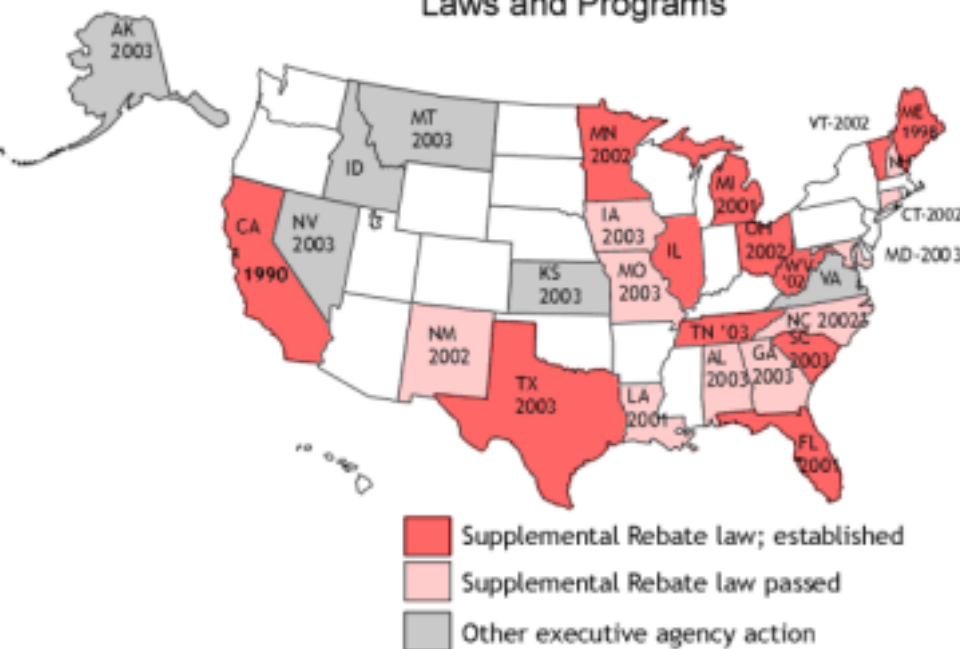 Laws and Programs
AK
2003
MT
2003
ID
MN
2002
VT-2002
ME
1998
NH
MI
2001
CA
1990
NV
2003
IA
2003
IL
OH
2002
CT-2002
MD-2003
KS
2003
MO
2003
WV
'02
VA
NM
2002
TN '03
NC 2002
SC
2003
TX
2003
AL
2003
GA
2003
LA
2001
FL
2001
Supplemental Rebate law; established
Supplemental Rebate law passed
Other executive agency action